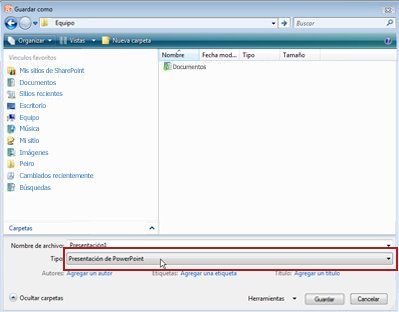 Guardar como
Equipo
Buscar
Organizar
Vistas
Nueva carpeta
Vínculos favoritos
Mis sitios de SharePoint
Documentos
Sitios recientes
Escritorio
Equipo
Música
Mi sitio
Imágenes
Peiro
Cambiados recientemente
Búsquedas
Carpetas
Nombre
Fecha mod...
Tipo
Tamaño
Documentos
Nombre de archivo: Presentación1
Tipo: Presentación de PowerPoint
Autores: Agregar un autor
Etiquetas: Agregar una etiqueta
Título: Agregar un título
Ocultar carpetas
Herramientas
Guardar
Cancelar